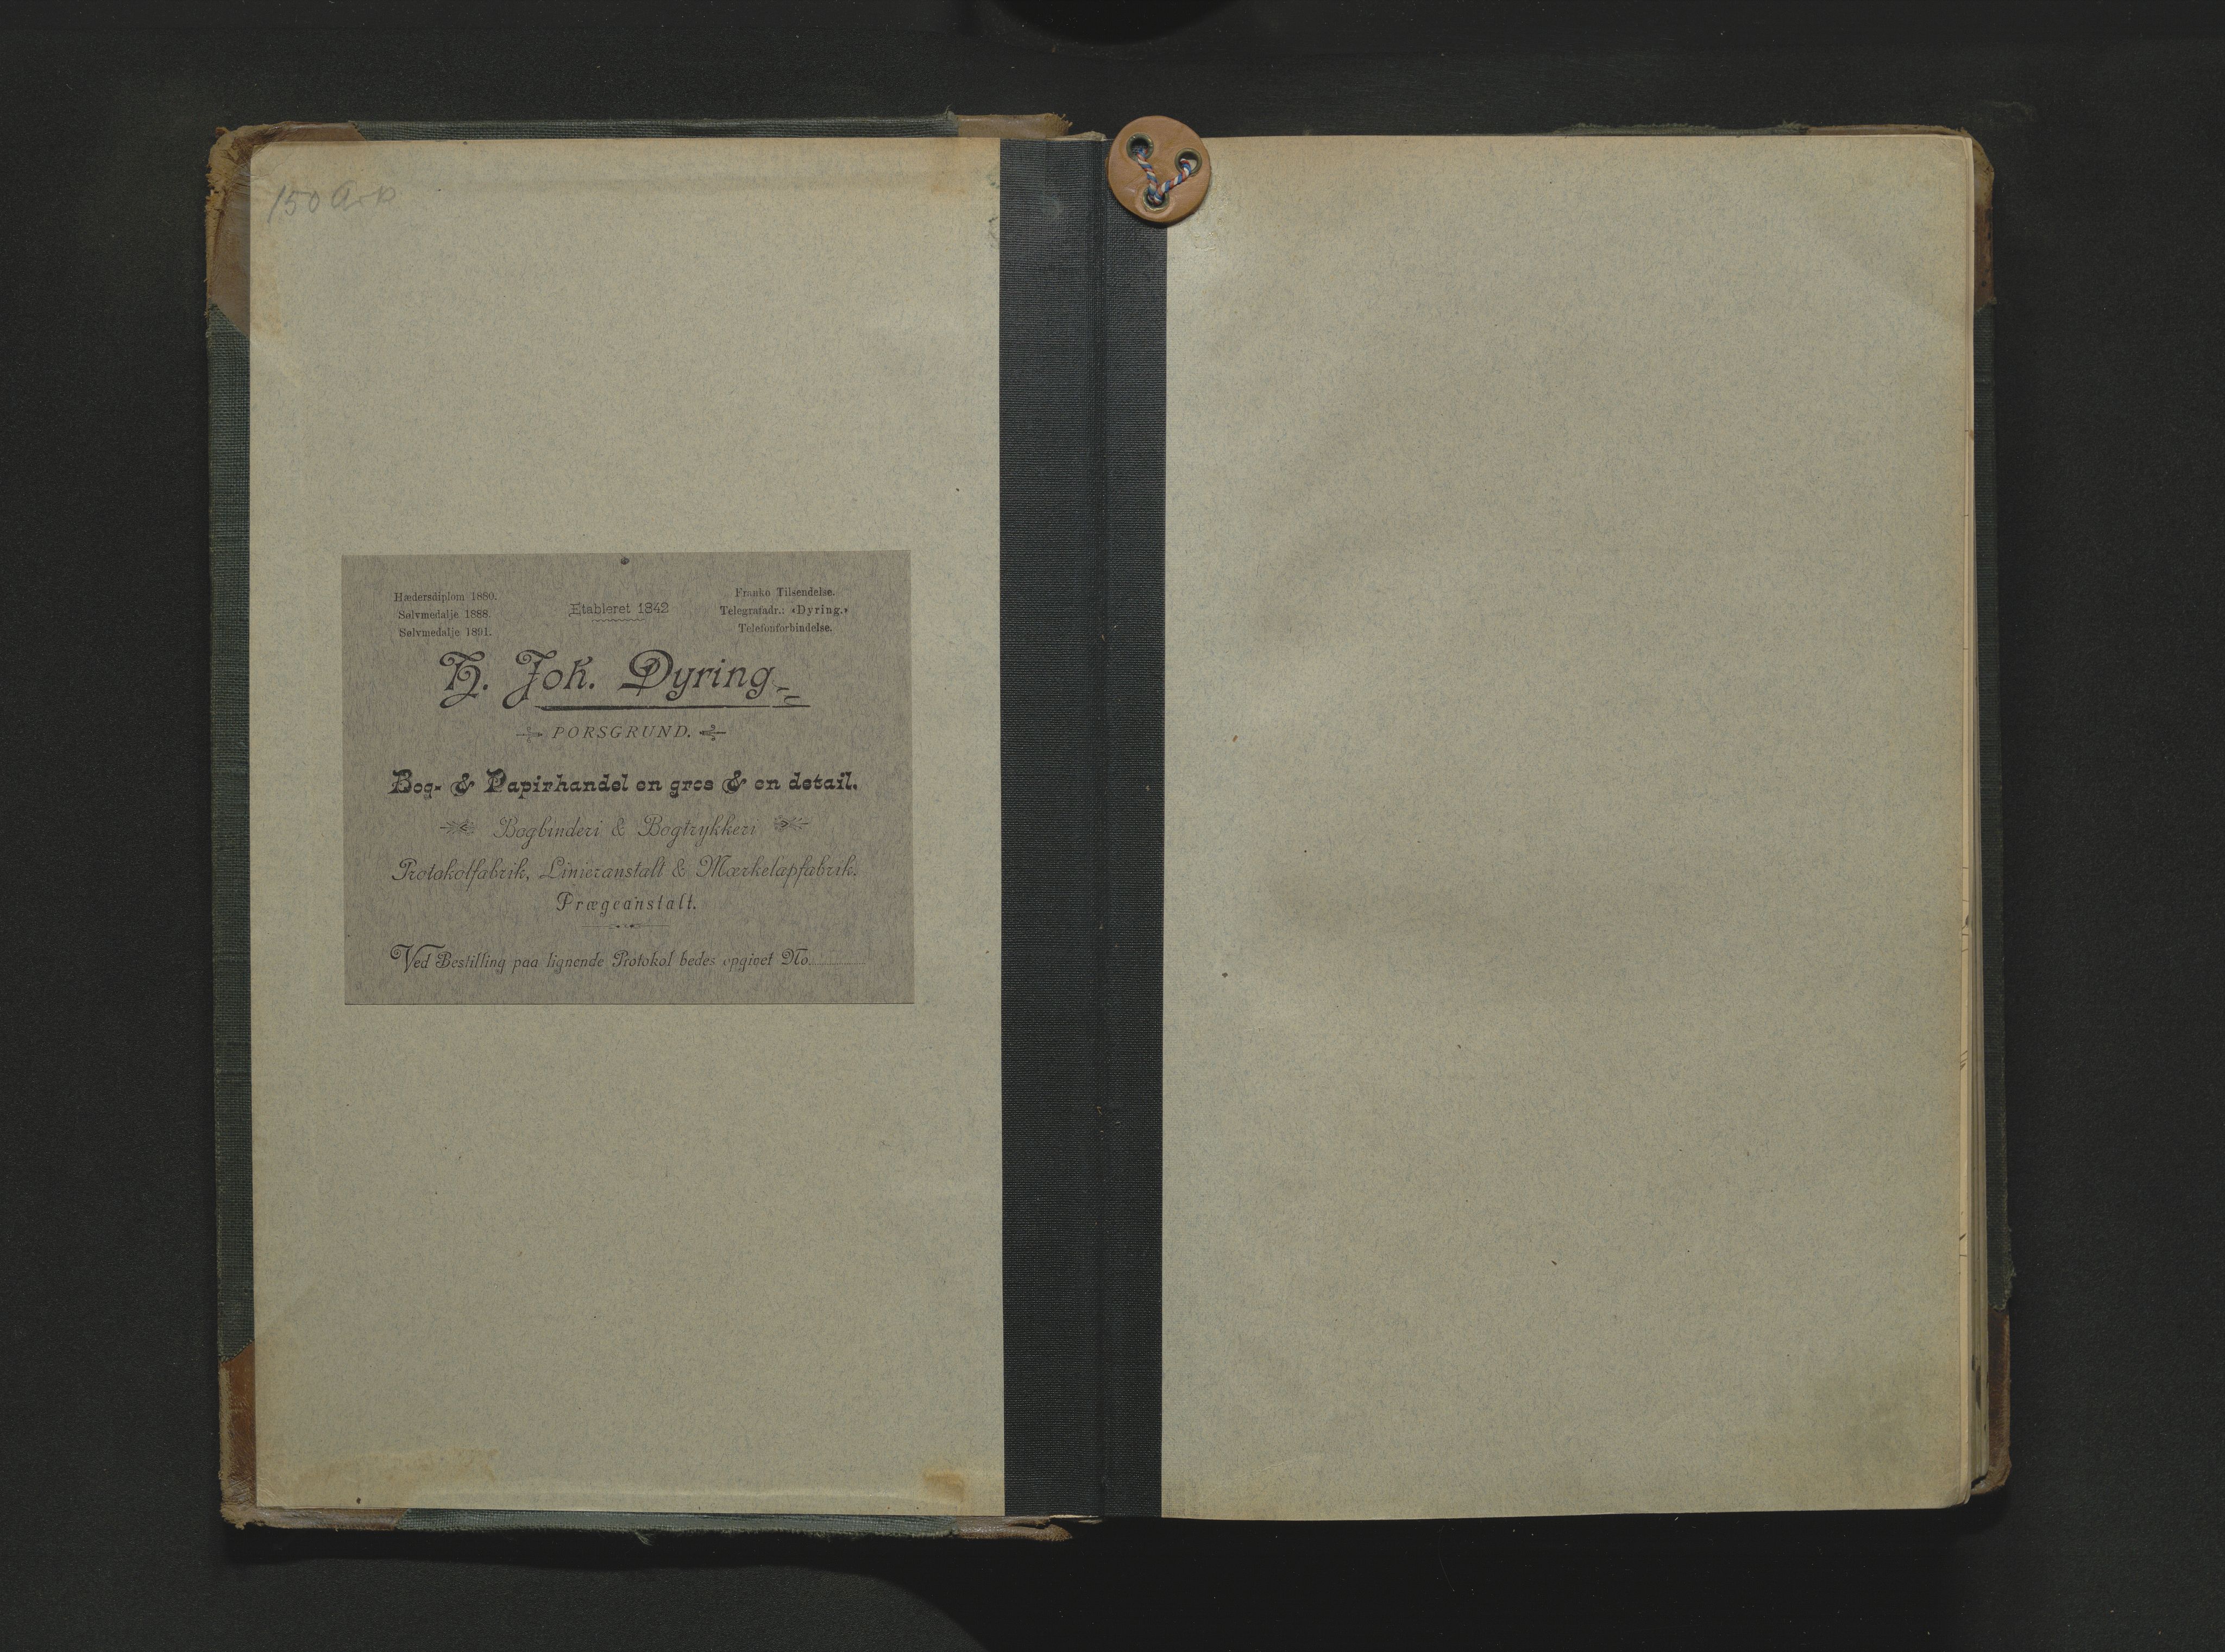 150 Ark
Hædersdiplom 1880.
Sølvmedalje 1888.
Sølvmedalje 1891.
Etableret 1842
Franko Tilsendelse.
Telegrafadr.: «Dyring.»
Telefonforbindelse.
H. Joh. Dyring
PORSGRUND.
Bog- & Papirhandel en gros & en detail.
Bogbinderi & Bogtrykkeri
Protokolfabrik, Linieranstalt & Mærkelapfabrik.
Prægeanstalt.
Ved Bestilling paa lignende Protokol bedes opgivet No.